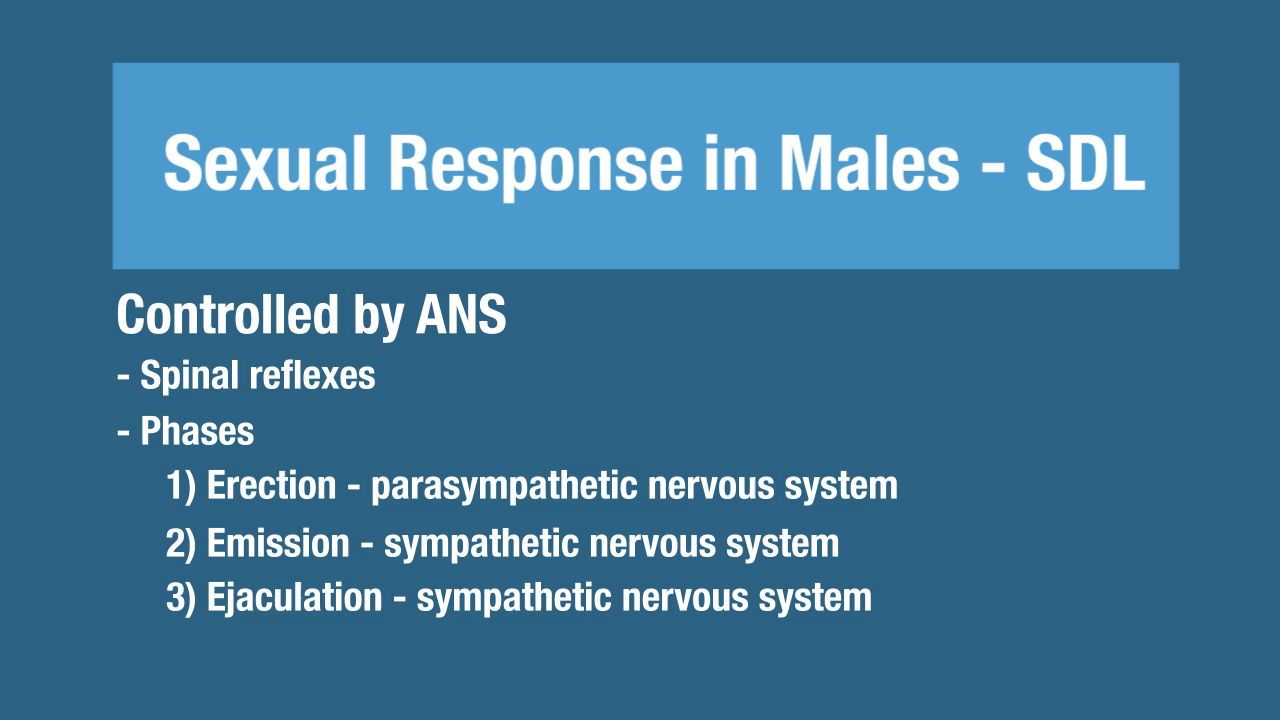 Sexual Response in Males - SDL
Controlled by ANS
- Spinal reflexes
- Phases
1) Erection - parasympathetic nervous system
2) Emission - sympathetic nervous system
3) Ejaculation - sympathetic nervous system